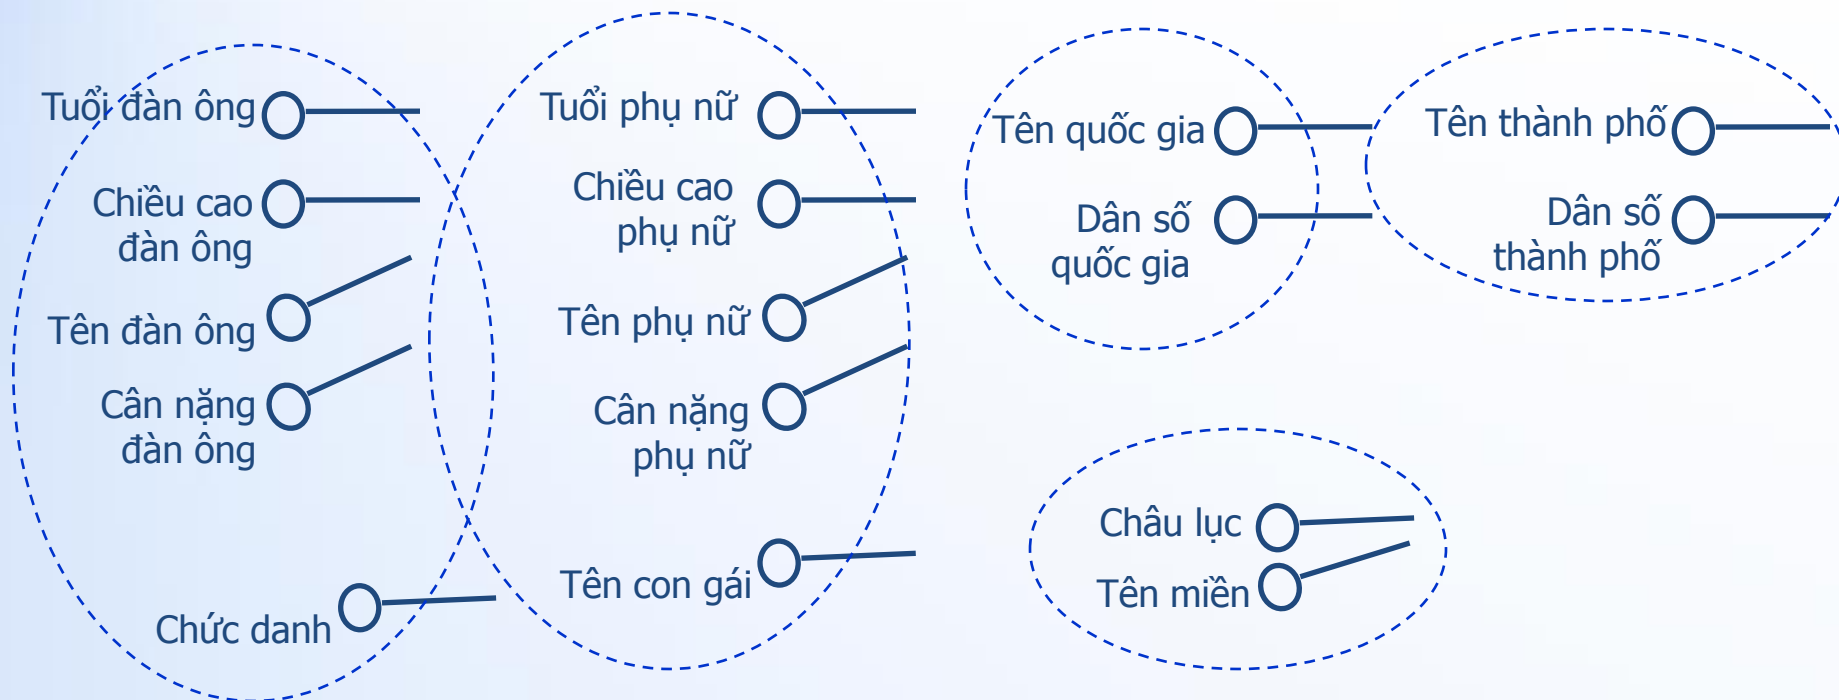 Tuổi đàn ông
Chiều cao
đàn ông
Tên đàn ông
Cân nặng
đàn ông
Chức danh
Tuổi phụ nữ
Chiều cao
phụ nữ
Tên phụ nữ
Cân nặng
phụ nữ
Tên con gái
Tên quốc gia
Dân số
quốc gia
Tên thành phố
Dân số
thành phố
Châu lục
Tên miền